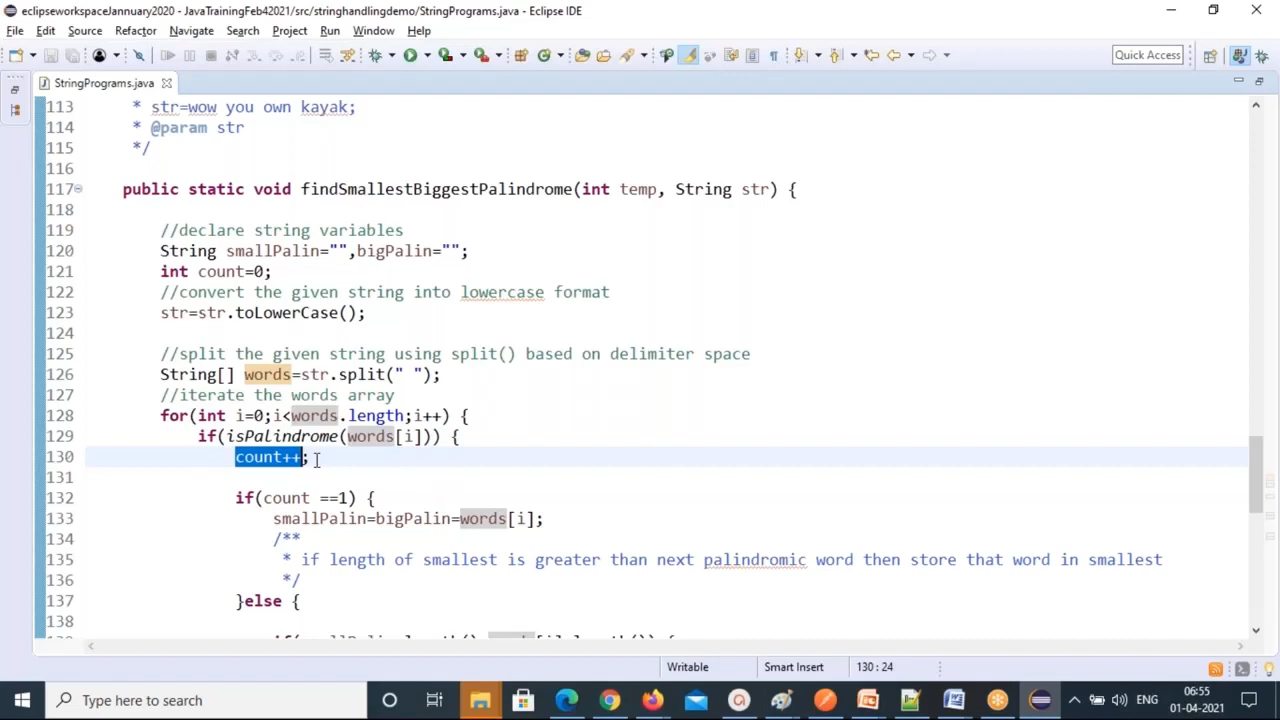 eclipseworkspaceJannuary2020 - JavaTrainingFeb42021/src/stringhandlingdemo/StringPrograms.java - Eclipse IDE
File Edit Source Refactor Navigate Search Project Run Window Help
Quick Access
StringPrograms.java
113 * str=wow you own kayak;
114 * @param str
115 */
116
117 public static void findSmallestBiggestPalindrome(int temp, String str) {
118
119 //declare string variables
120 String smallPalin="",bigPalin="";
121 int count=0;
122 //convert the given string into lowercase format
123 str=str.toLowerCase();
124
125 //split the given string using split() based on delimiter space
126 String[] words=str.split(" ");
127 //iterate the words array
128 for(int i=0;i<words.length;i++) {
129 if(isPalindrome(words[i])) {
130 count++;
131
132 if(count ==1) {
133 smallPalin=bigPalin=words[i];
134 /**
135 * if length of smallest is greater than next palindromic word then store that word in smallest
136 */
137 }else {
138
Writable Smart Insert 130 : 24
Type here to search
ENG
06:55
01-04-2021